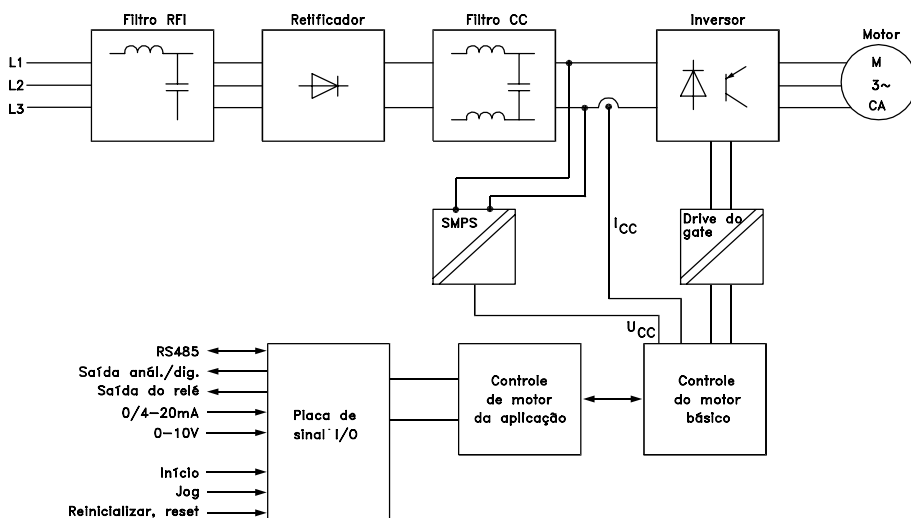 Filtro RFI
Retificador
Filtro CC
Inversor
Motor
L1
L2
L3
M
3~
CA
SMPS
Drive do
gate
ICC
UCC
RS485
Saída anál./dig.
Saída do relé
0/4-20mA
0-10V
Início
Jog
Reinicializar, reset
Placa de
sinal I/O
Controle
de motor
da aplicação
Controle
do motor
básico